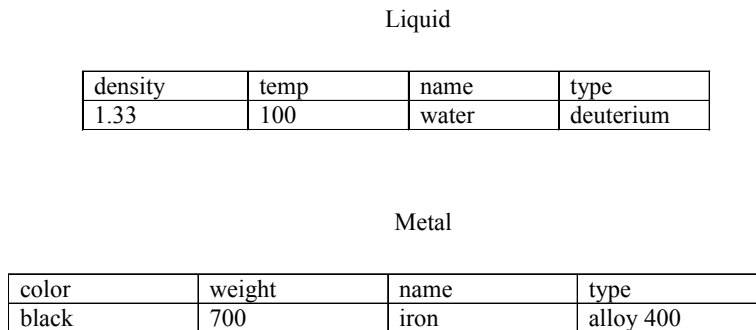 Liquid
density temp name type
1.33 100 water deuterium
Metal
color weight name type
black 700 iron alloy 400